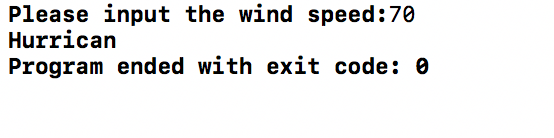 Please input the wind speed:70
Hurrican
Program ended with exit code: 0